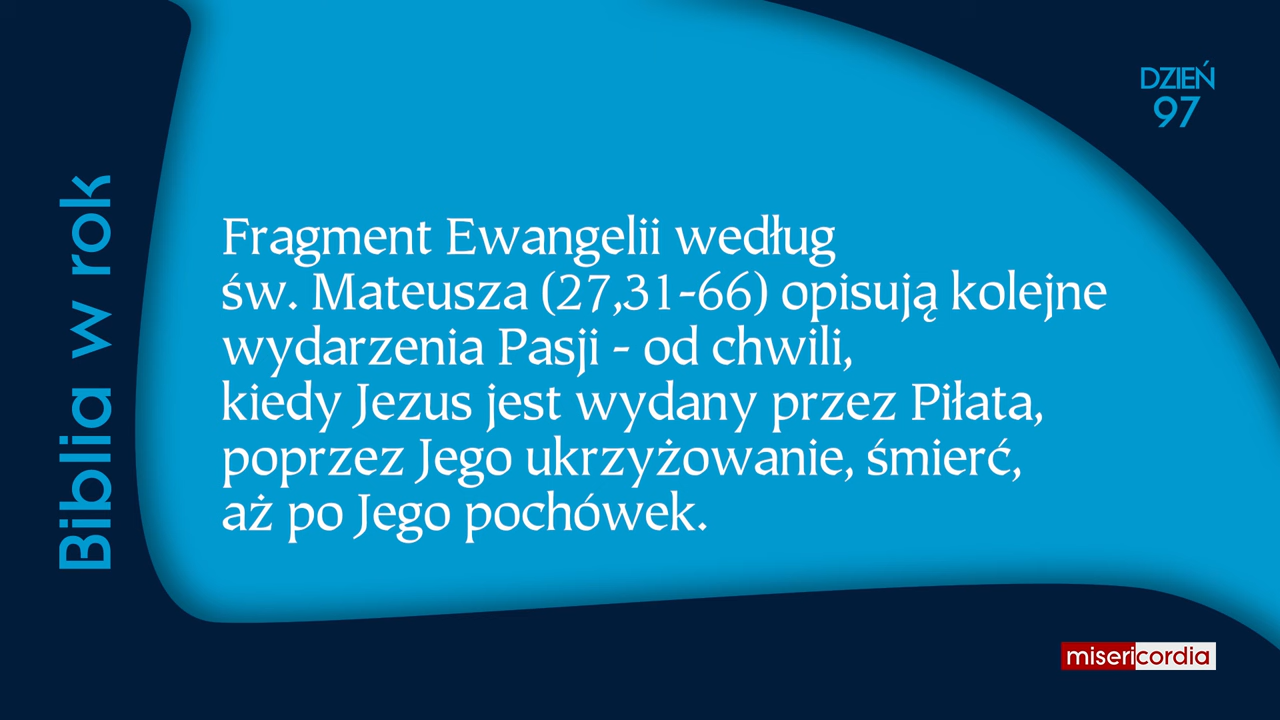 DZIEŃ
97
Biblia w rok
Fragment Ewangelii według
św. Mateusza (27,31-66) opisują kolejne
wydarzenia Pasji - od chwili,
kiedy Jezus jest wydany przez Piłata,
poprzez Jego ukrzyżowanie, śmierć,
aż po Jego pochówek.
misericordia